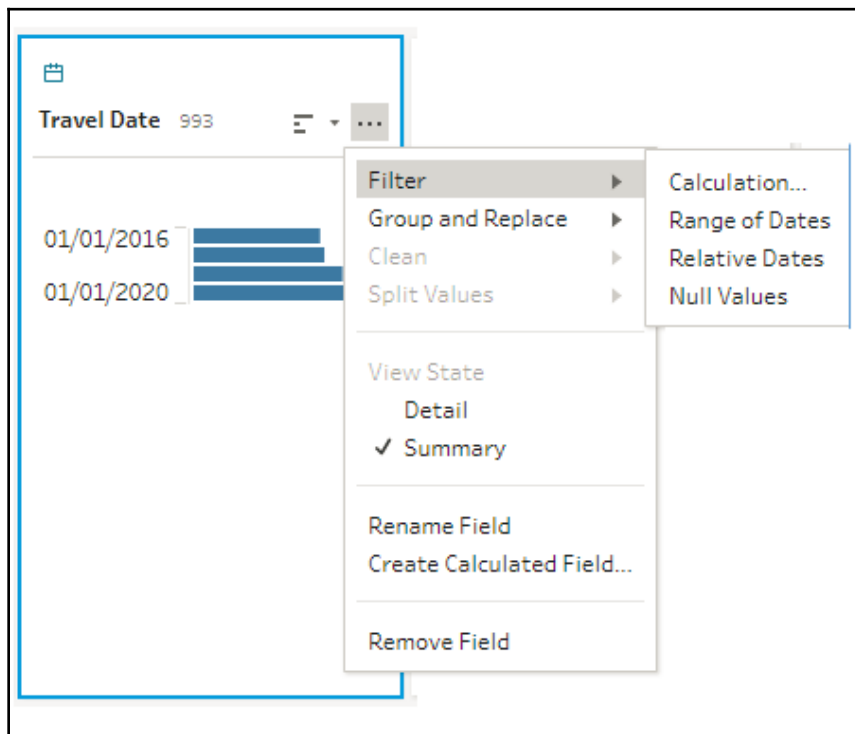 Travel Date 993
01/01/2016
01/01/2020
Filter
Group and Replace
Clean
Split Values
View State
Detail
Summary
Rename Field
Create Calculated Field...
Remove Field
Calculation...
Range of Dates
Relative Dates
Null Values